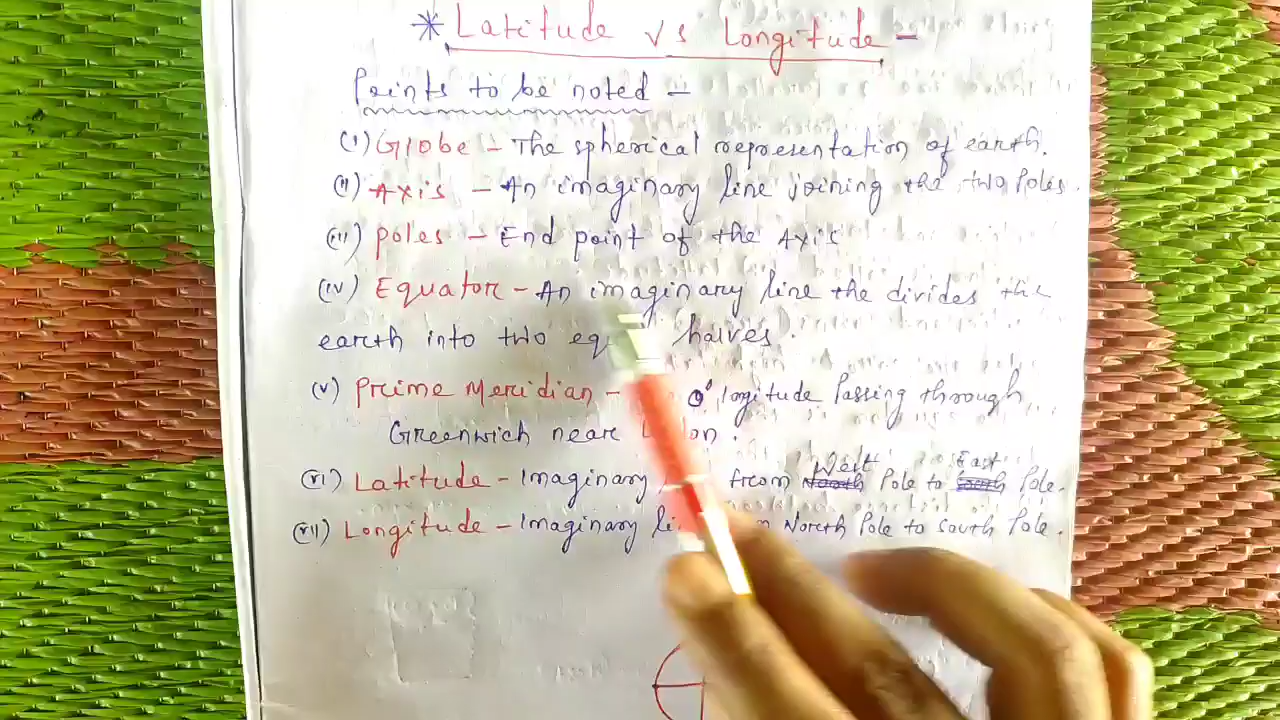 * Latitude vs Longitude -
Points to be noted -
(i) Globe - The spherical representation of earth.
(ii) Axis - An imaginary line joining the two Poles.
(iii) Poles - End point of the Axis
(iv) Equator - An imaginary line the divides the
earth into two halves.
(v) Prime Meridian - 0° logitude Passing through
Greenwich near
(vi) Latitude - Imaginary from West Pole to East Pole.
(vii) Longitude - Imaginary North Pole to South Pole.